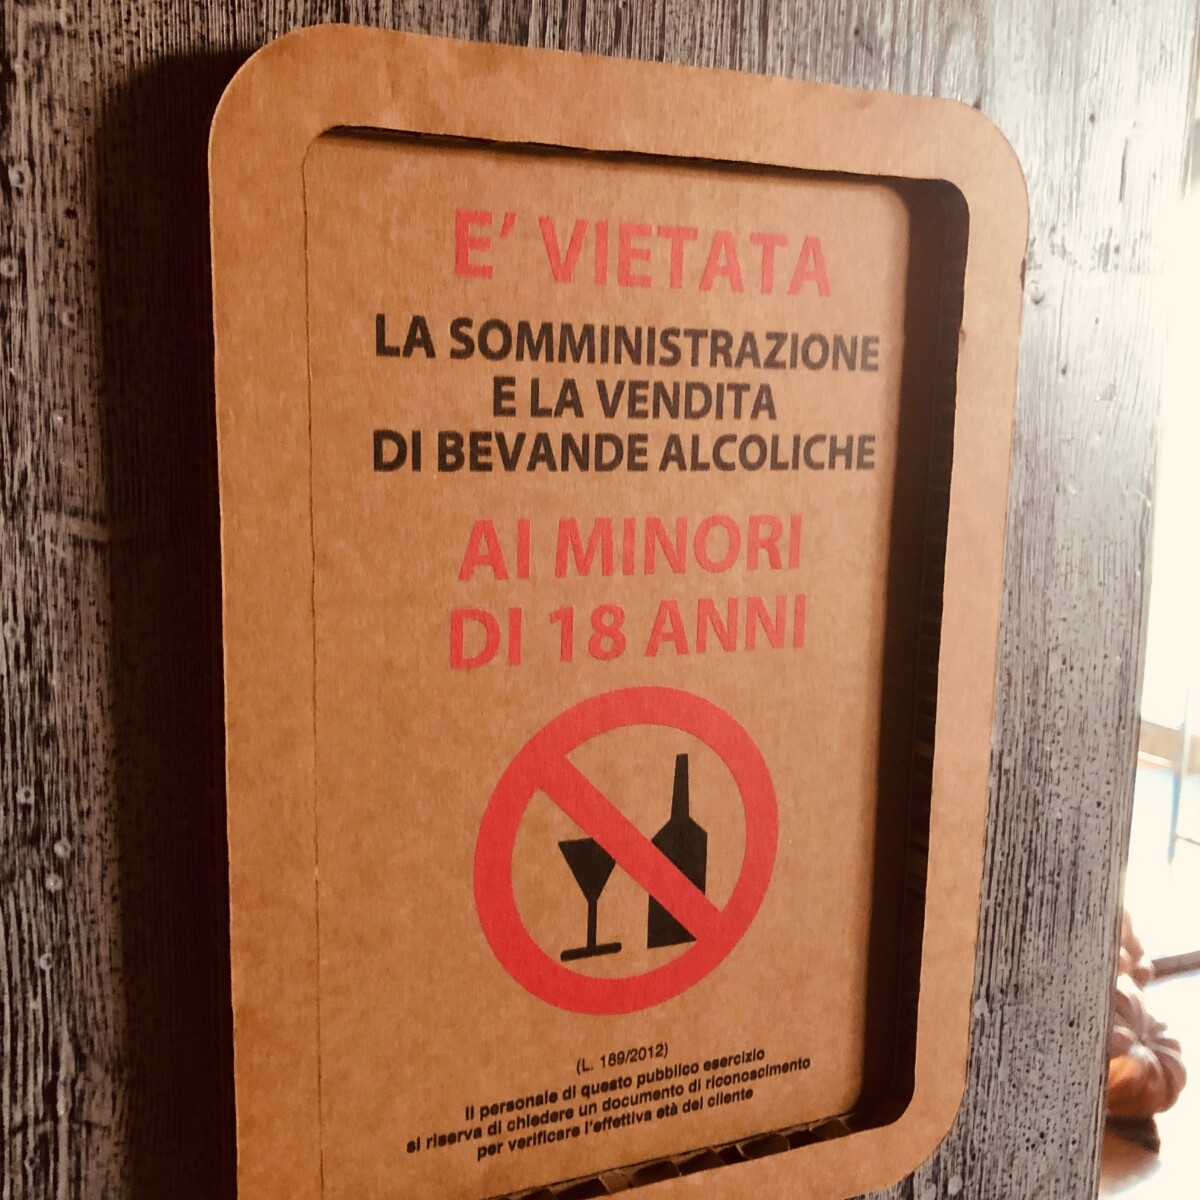 E' VIETATA
LA SOMMINISTRAZIONE
E LA VENDITA
DI BEVANDE ALCOLICHE
AI MINORI
DI 18 ANNI
(L. 189/2012)
Il personale di questo pubblico esercizio
si riserva di chiedere un documento di riconoscimento
per verificare l'effettiva età del cliente